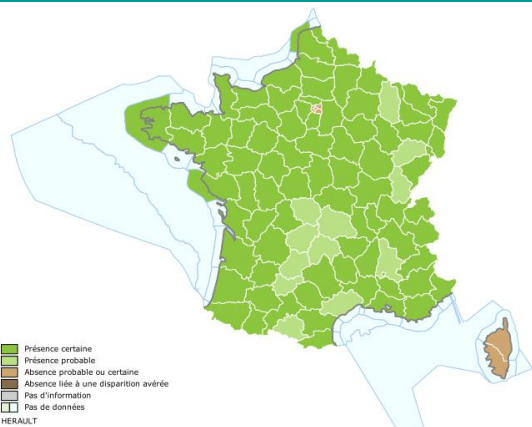 Présence certaine
Présence probable
Absence probable ou certaine
Absence liée à une disparition avérée
Pas d'information
Pas de données
HERAULT